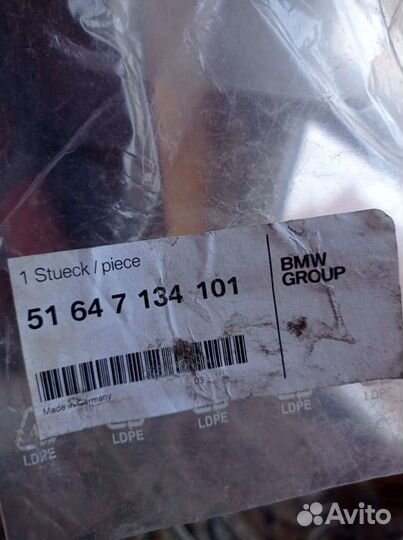 1 Stueck / piece
51 64 7 134 101
BMW
GROUP
03
Made in Germany
LDPE
LDPE
LDPE
LDPE
LDPE
Avito